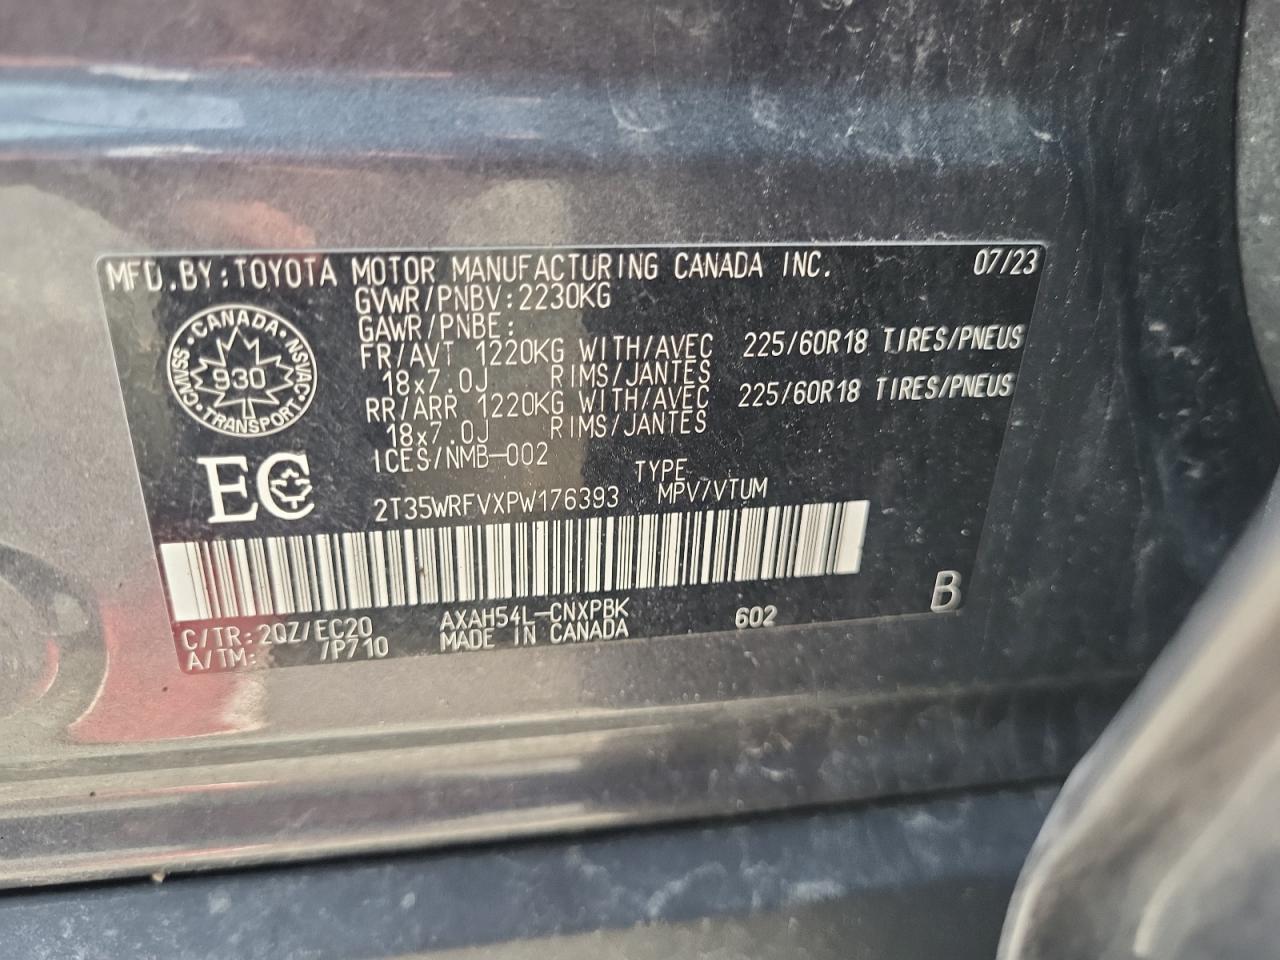 MFD.BY:TOYOTA MOTOR MANUFACTURING CANADA INC. 07/23
GVWR/PNBV:2230KG
GAWR/PNBE:
FR/AVT 1220KG WITH/AVEC 225/60R18 TIRES/PNEUS
18x7.0J RIMS/JANTES
RR/ARR 1220KG WITH/AVEC 225/60R18 TIRES/PNEUS
18x7.0J RIMS/JANTES
ICES/NMB-002
CANADA
CMVSS 930 NSVAC
TRANSPORT
EC
TYPE
2T35WRFVXPW176393 MPV/VTUM
B
C/TR:2QZ/EC20 AXAH54L-CNXPBK 602
A/TM: /P710 MADE IN CANADA